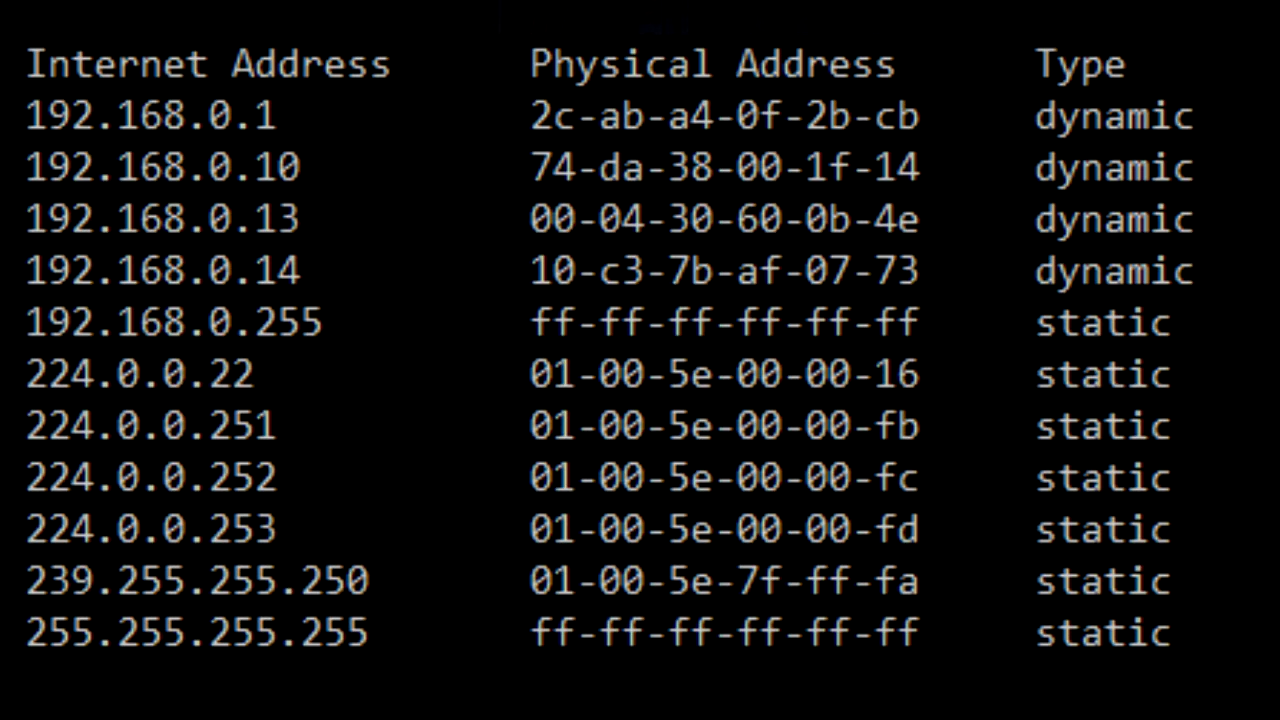 Internet Address Physical Address Type
192.168.0.1 2c-ab-a4-0f-2b-cb dynamic
192.168.0.10 74-da-38-00-1f-14 dynamic
192.168.0.13 00-04-30-60-0b-4e dynamic
192.168.0.14 10-c3-7b-af-07-73 dynamic
192.168.0.255 ff-ff-ff-ff-ff-ff static
224.0.0.22 01-00-5e-00-00-16 static
224.0.0.251 01-00-5e-00-00-fb static
224.0.0.252 01-00-5e-00-00-fc static
224.0.0.253 01-00-5e-00-00-fd static
239.255.255.250 01-00-5e-7f-ff-fa static
255.255.255.255 ff-ff-ff-ff-ff-ff static